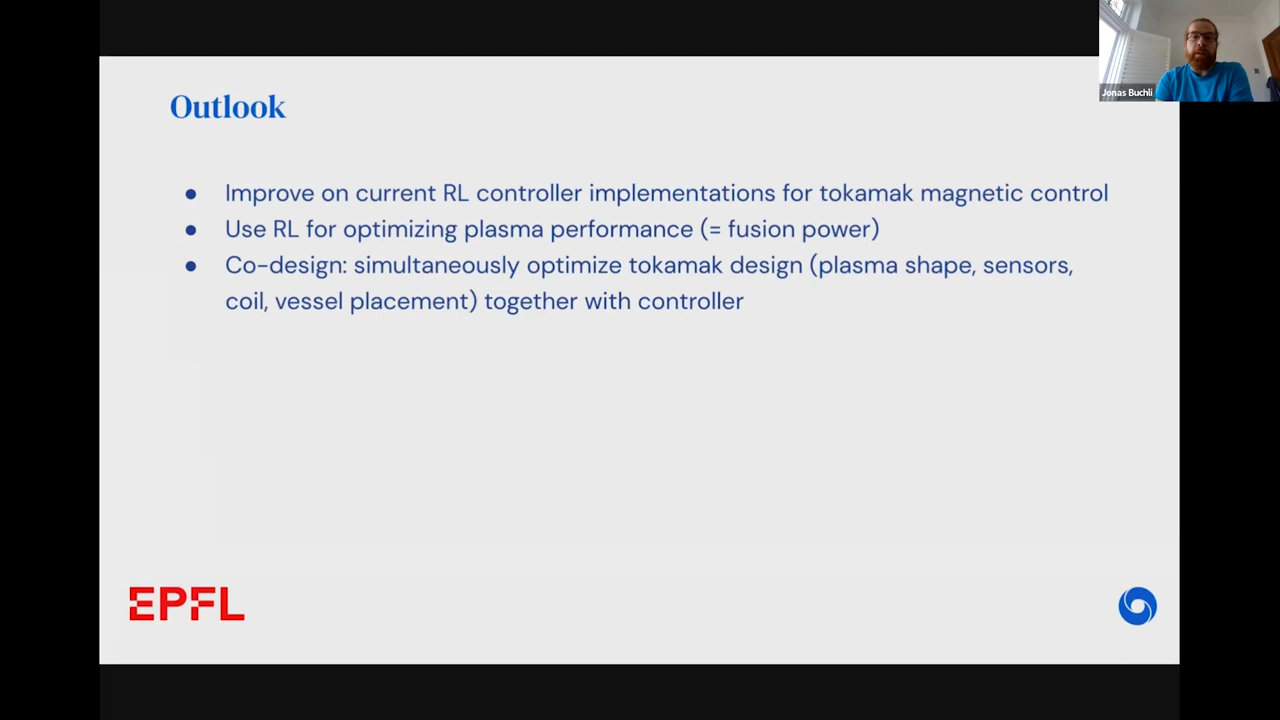 Jonas Buchli
Outlook
● Improve on current RL controller implementations for tokamak magnetic control
● Use RL for optimizing plasma performance (= fusion power)
● Co-design: simultaneously optimize tokamak design (plasma shape, sensors,
coil, vessel placement) together with controller
EPFL